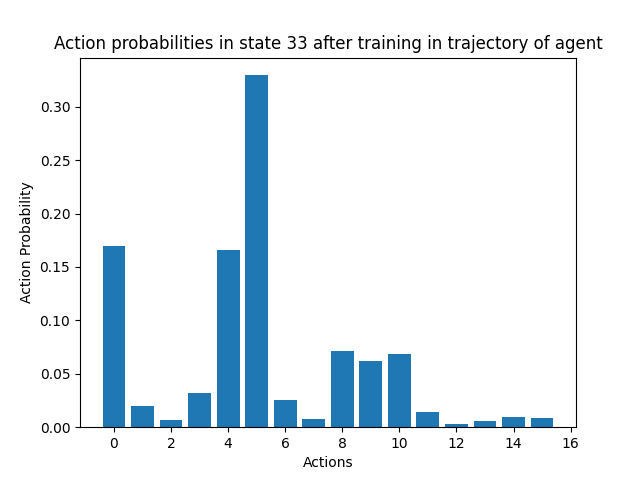 Action probabilities in state 33 after training in trajectory of agent
0.30
0.25
0.20
0.15
0.10
0.05
0.00
Action Probability
0 2 4 6 8 10 12 14 16
Actions